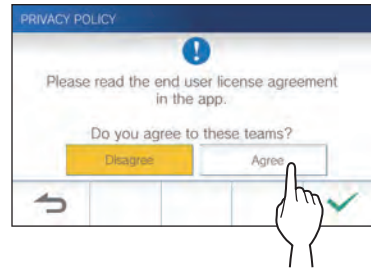 PRIVACY POLICY
Please read the end user license agreement
in the app.
Do you agree to these teams?
Disagree
Agree